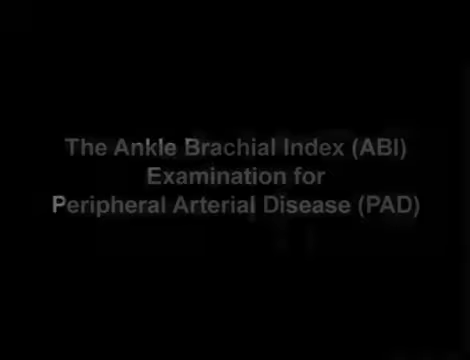 The Ankle Brachial Index (ABI)
Examination for
Peripheral Arterial Disease (PAD)